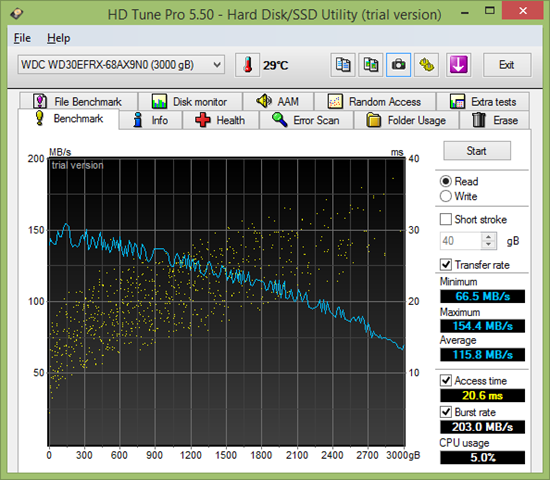 HD Tune Pro 5.50 - Hard Disk/SSD Utility (trial version)
File Help
WDC WD30EFRX-68AX9N0 (3000 gB)
29°C
Exit
File Benchmark Disk monitor AAM Random Access Extra tests
Benchmark Info Health Error Scan Folder Usage Erase
MB/s ms
trial version
200 40
150 30
100 20
50 10
0 300 600 900 1200 1500 1800 2100 2400 2700 3000gB
Start
Read
Write
Short stroke
40 gB
Transfer rate
Minimum
66.5 MB/s
Maximum
154.4 MB/s
Average
115.8 MB/s
Access time
20.6 ms
Burst rate
203.0 MB/s
CPU usage
5.0%